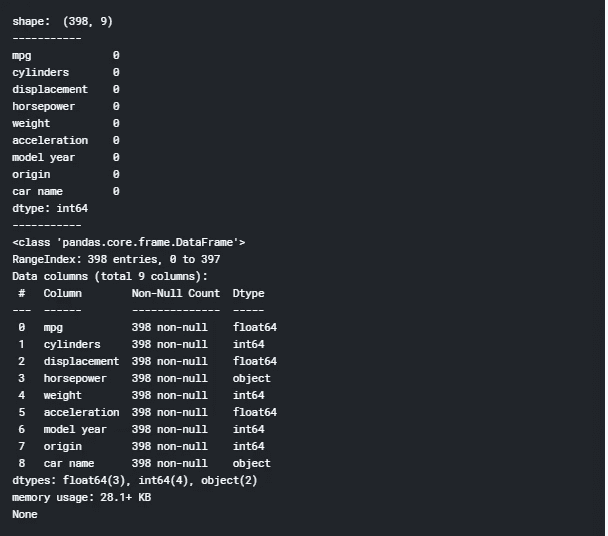 shape:  (398, 9)
-----------
mpg             0
cylinders       0
displacement    0
horsepower      0
weight          0
acceleration    0
model year      0
origin          0
car name        0
dtype: int64
-----------
<class 'pandas.core.frame.DataFrame'>
RangeIndex: 398 entries, 0 to 397
Data columns (total 9 columns):
 #   Column        Non-Null Count  Dtype
---  ------        --------------  -----
 0   mpg           398 non-null    float64
 1   cylinders     398 non-null    int64
 2   displacement  398 non-null    float64
 3   horsepower    398 non-null    object
 4   weight        398 non-null    int64
 5   acceleration  398 non-null    float64
 6   model year    398 non-null    int64
 7   origin        398 non-null    int64
 8   car name      398 non-null    object
dtypes: float64(3), int64(4), object(2)
memory usage: 28.1+ KB
None